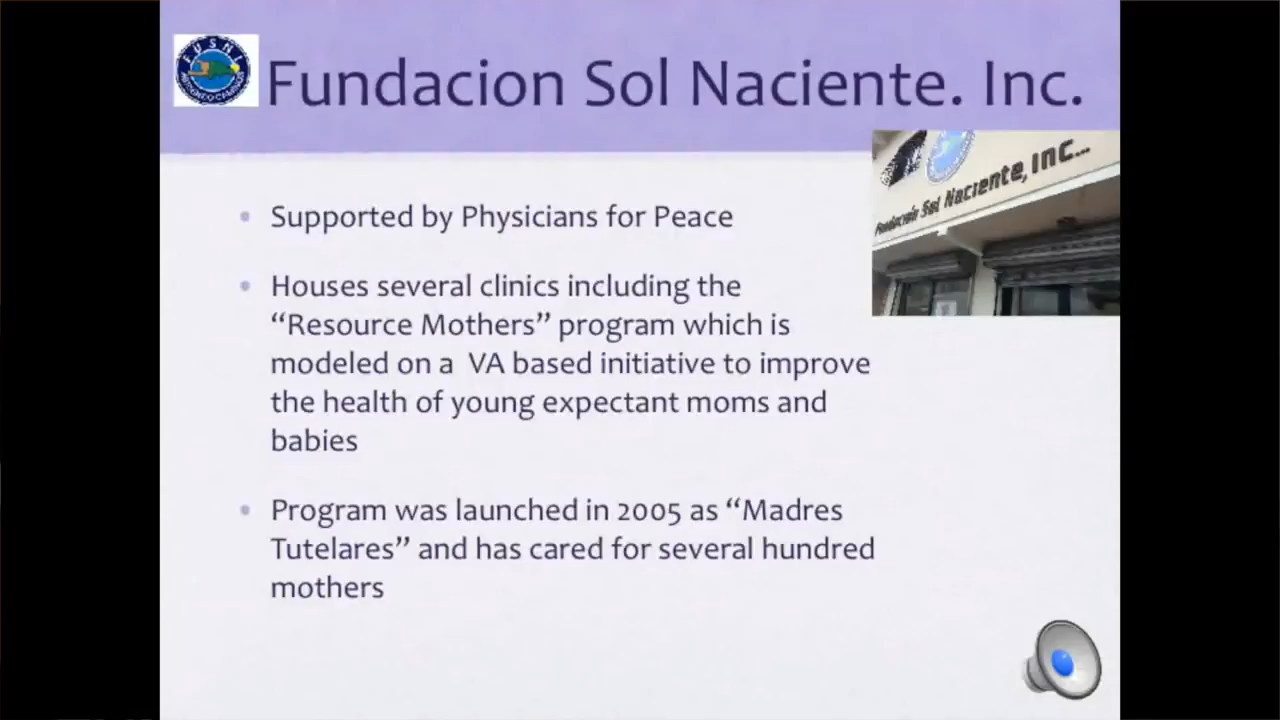 FUSNI
Fundacion Sol Naciente. Inc.
Fundación Sol Naciente, Inc...
• Supported by Physicians for Peace
• Houses several clinics including the
“Resource Mothers” program which is
modeled on a  VA based initiative to improve
the health of young expectant moms and
babies
• Program was launched in 2005 as “Madres
Tutelares” and has cared for several hundred
mothers